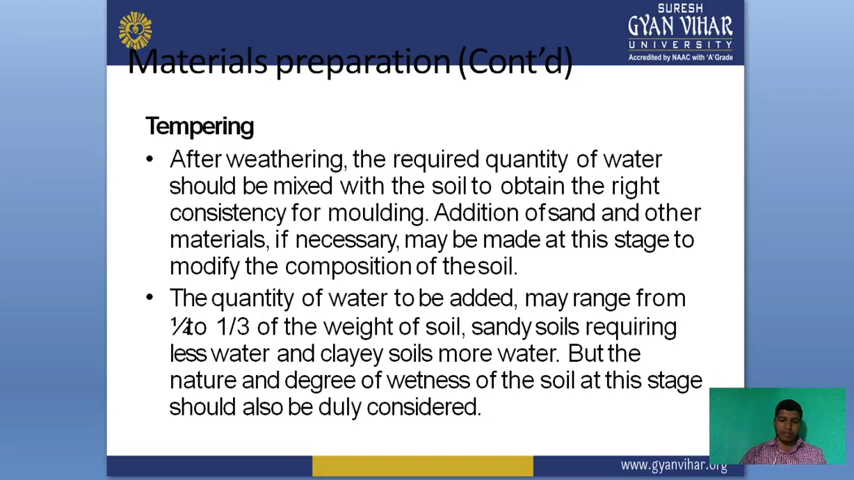 SURESH
GYAN VIHAR
UNIVERSITY
Accredited by NAAC with 'A' Grade
Materials preparation (Cont'd)
Tempering
• After weathering, the required quantity of water
should be mixed with the soil to obtain the right
consistency for moulding. Addition of sand and other
materials, if necessary, may be made at this stage to
modify the composition of the soil.
• The quantity of water to be added, may range from
¼to 1/3 of the weight of soil, sandy soils requiring
less water and clayey soils more water. But the
nature and degree of wetness of the soil at this stage
should also be duly considered.
www.gyanvihar.org